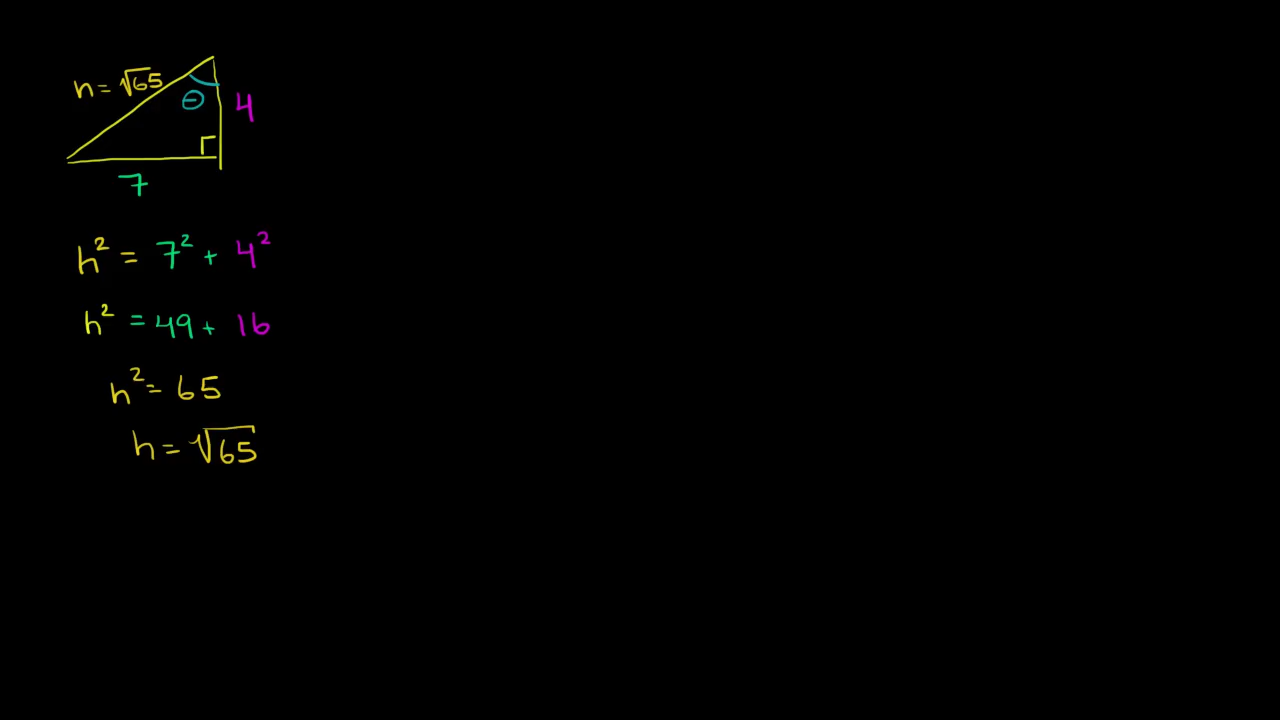 h = √65
θ
4
7
h² = 7² + 4²
h² = 49 + 16
h² = 65
h = √65